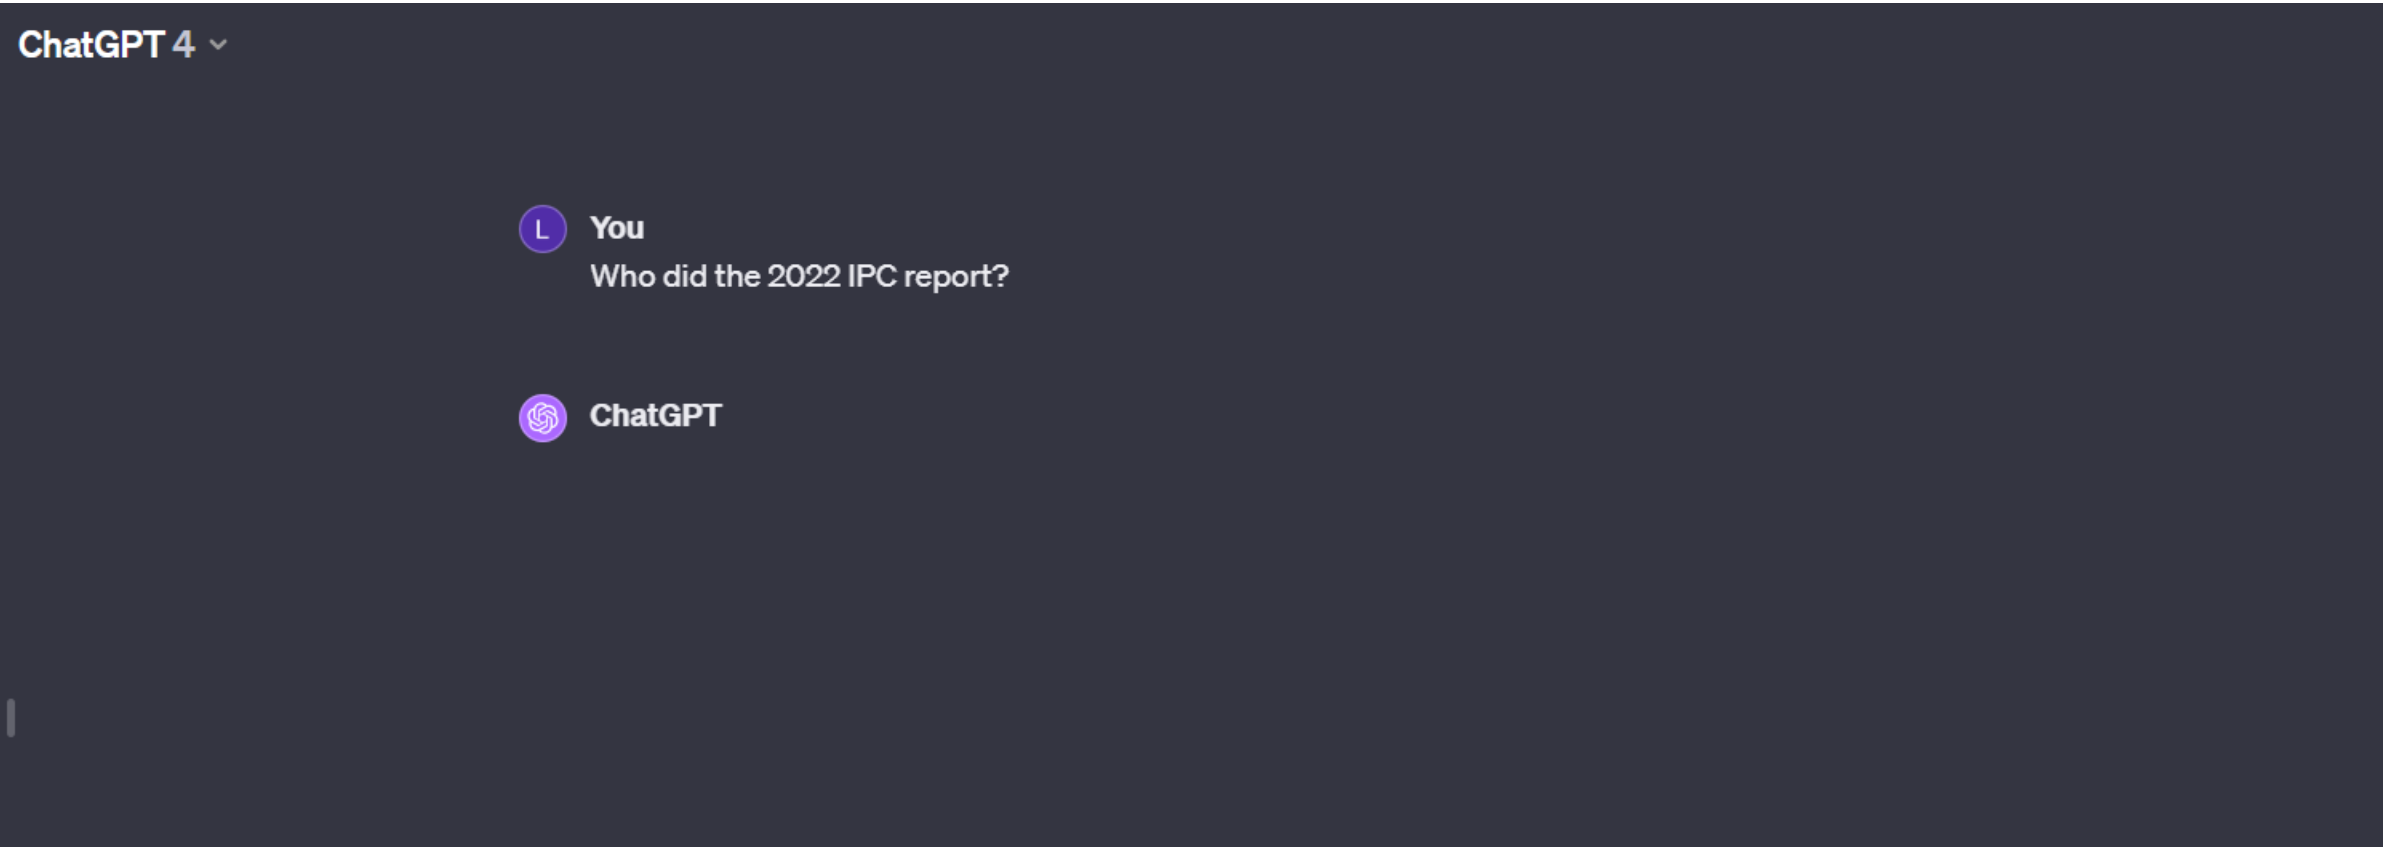 ChatGPT 4
L
You
Who did the 2022 IPC report?
ChatGPT